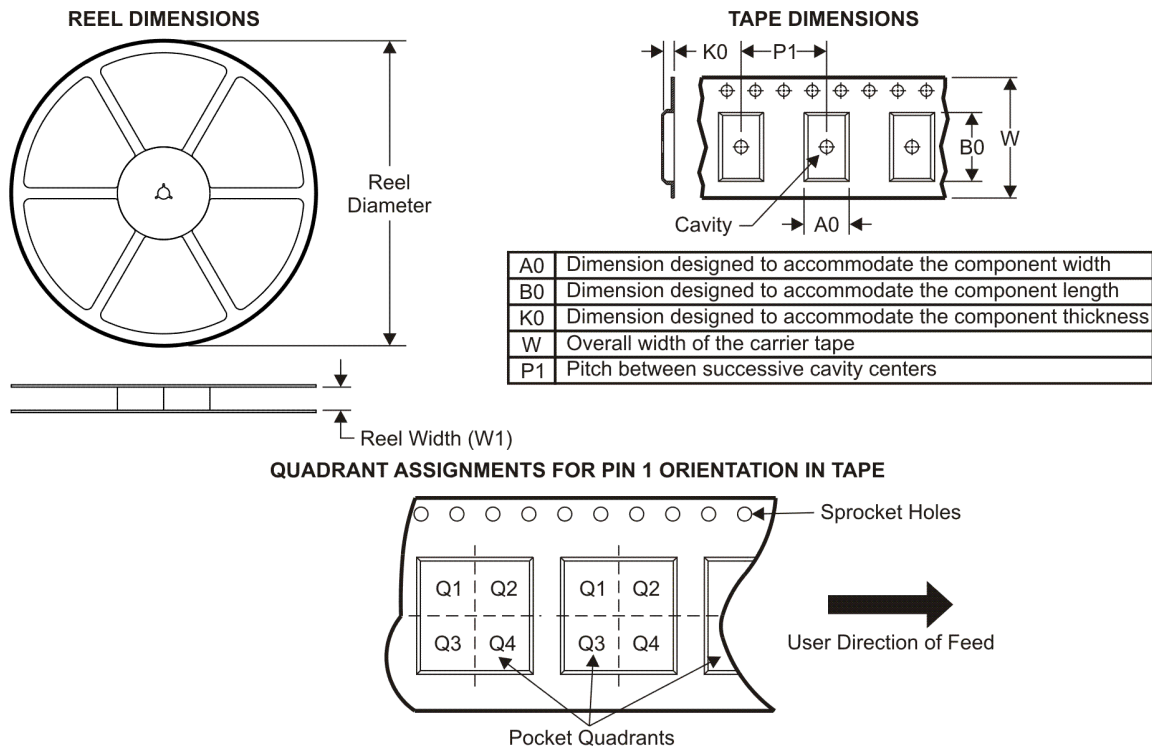 REEL DIMENSIONS
Reel
Diameter
Reel Width (W1)
TAPE DIMENSIONS
K0
P1
B0
W
Cavity
A0
A0 Dimension designed to accommodate the component width
B0 Dimension designed to accommodate the component length
K0 Dimension designed to accommodate the component thickness
W Overall width of the carrier tape
P1 Pitch between successive cavity centers
QUADRANT ASSIGNMENTS FOR PIN 1 ORIENTATION IN TAPE
Sprocket Holes
Q1 Q2 Q1 Q2
Q3 Q4 Q3 Q4
User Direction of Feed
Pocket Quadrants